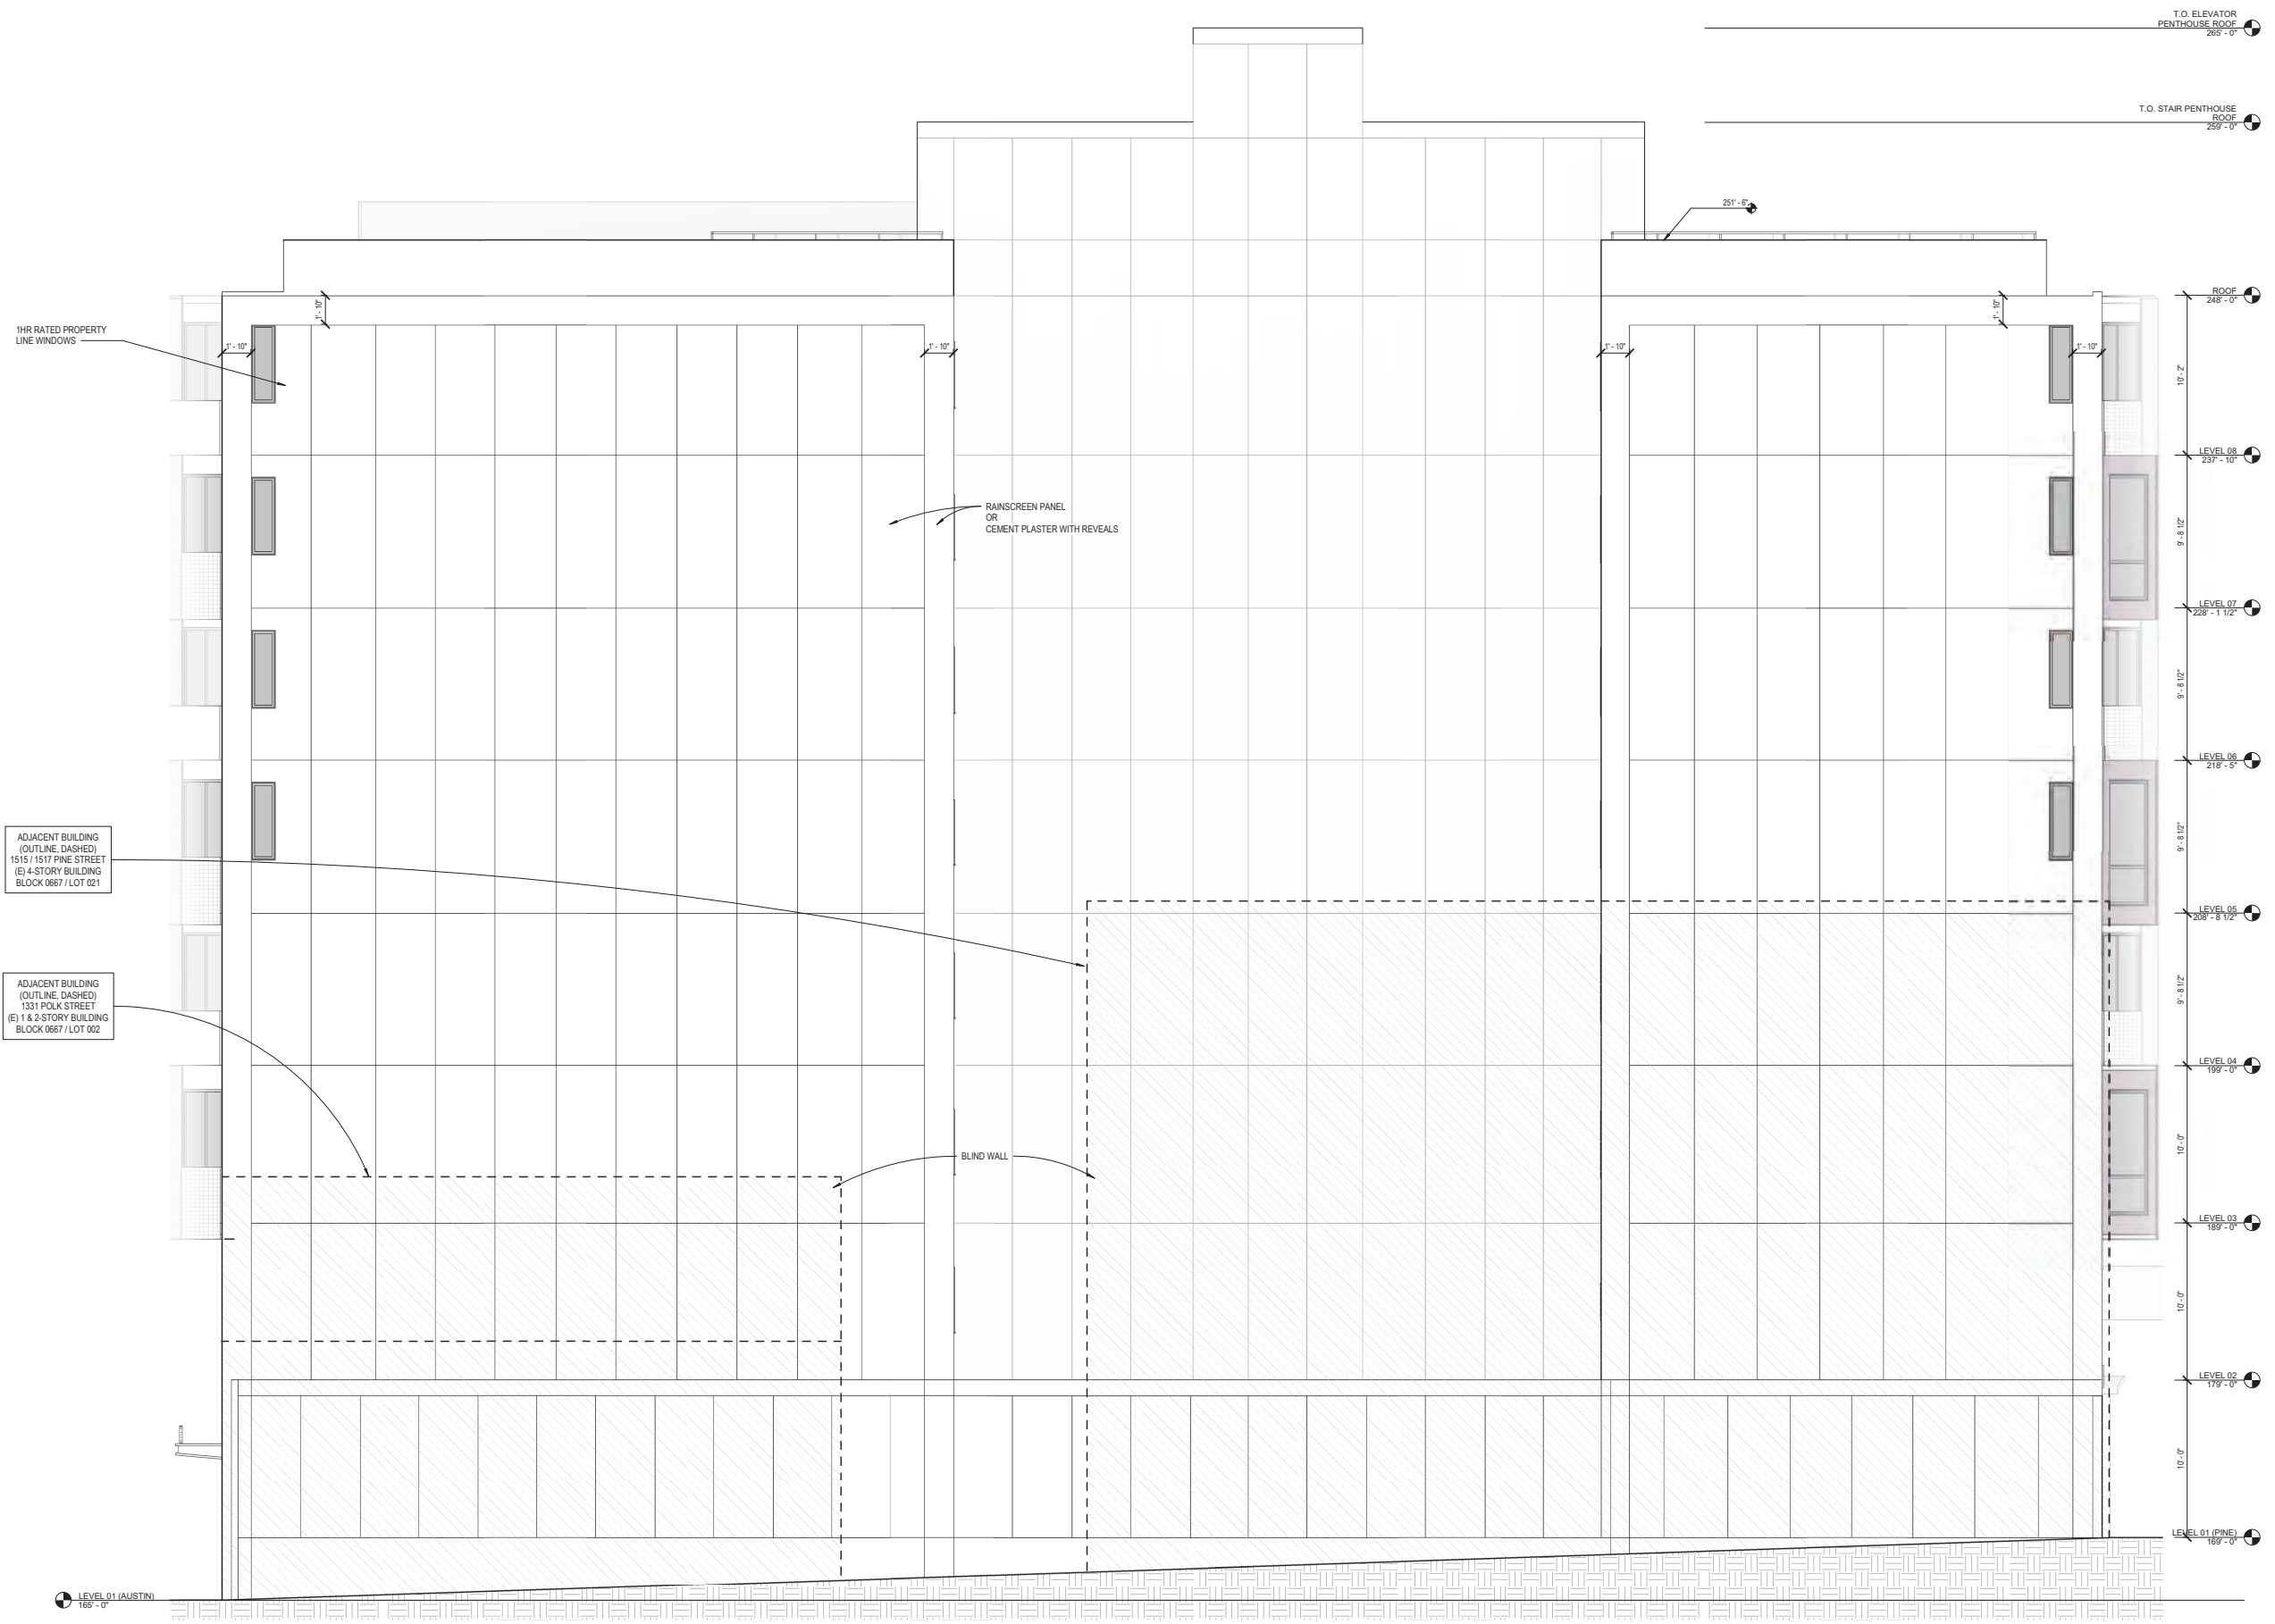 T.O. ELEVATOR
PENTHOUSE ROOF
265' - 0"
T.O. STAIR PENTHOUSE
ROOF
259' - 0"
251' - 6"
ROOF
248' - 0"
1' - 10"
1' - 10"
1HR RATED PROPERTY
LINE WINDOWS
1' - 10"
1' - 10"
1' - 10"
1' - 10"
10' - 2"
LEVEL 08
237' - 10"
RAINSCREEN PANEL
OR
CEMENT PLASTER WITH REVEALS
9' - 8 1/2"
LEVEL 07
228' - 1 1/2"
9' - 8 1/2"
LEVEL 06
218' - 5"
9' - 8 1/2"
ADJACENT BUILDING
(OUTLINE, DASHED)
1515 / 1517 PINE STREET
(E) 4-STORY BUILDING
BLOCK 0667 / LOT 021
LEVEL 05
208' - 8 1/2"
9' - 8 1/2"
ADJACENT BUILDING
(OUTLINE, DASHED)
1331 POLK STREET
(E) 1 & 2-STORY BUILDING
BLOCK 0667 / LOT 002
LEVEL 04
199' - 0"
10' - 0"
BLIND WALL
LEVEL 03
189' - 0"
10' - 0"
LEVEL 02
179' - 0"
10' - 0"
LEVEL 01 (PINE)
169' - 0"
LEVEL 01 (AUSTIN)
165' - 0"